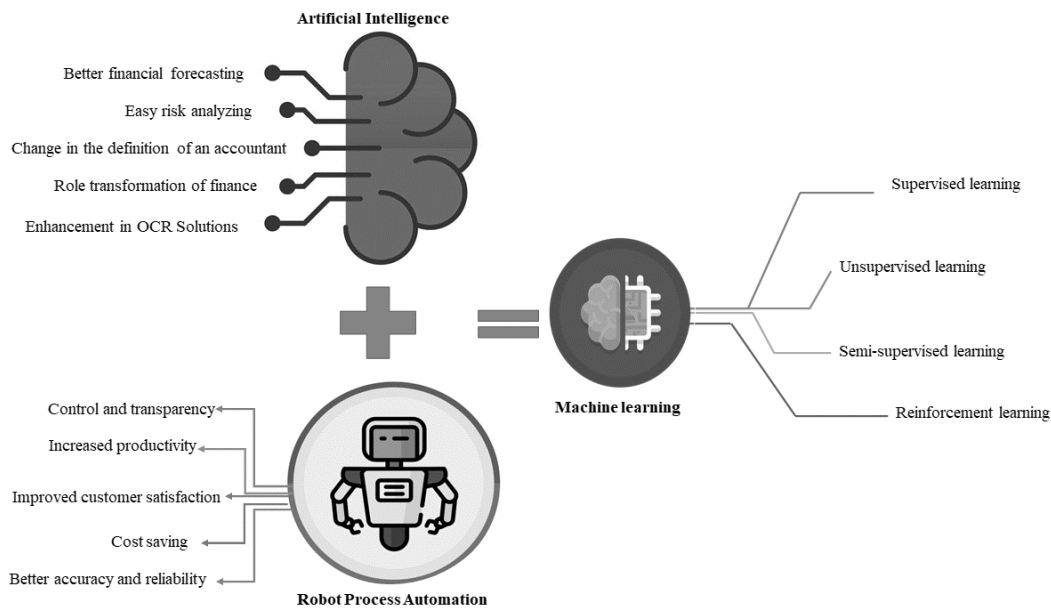 Artificial Intelligence
Better financial forecasting
Easy risk analyzing
Change in the definition of an accountant
Role transformation of finance
Enhancement in OCR Solutions
Supervised learning
Unsupervised learning
Semi-supervised learning
Reinforcement learning
Machine learning
Control and transparency
Increased productivity
Improved customer satisfaction
Cost saving
Better accuracy and reliability
Robot Process Automation